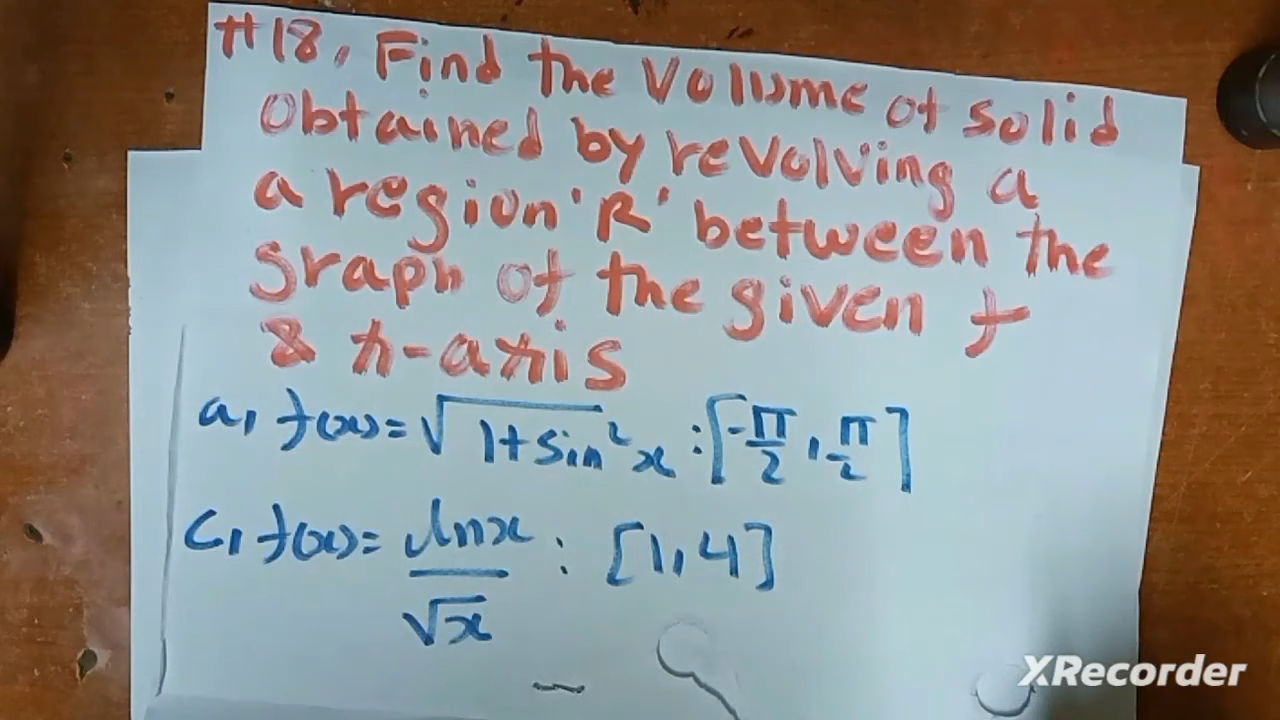 #18, Find the Volume of solid
obtained by revolving a
a region 'R' between the
graph of the given f
& x-axis
a, f(x)=√1+sin²x : [-π/2, π/2]
c, f(x)= lnx/√x : [1,4]
XRecorder